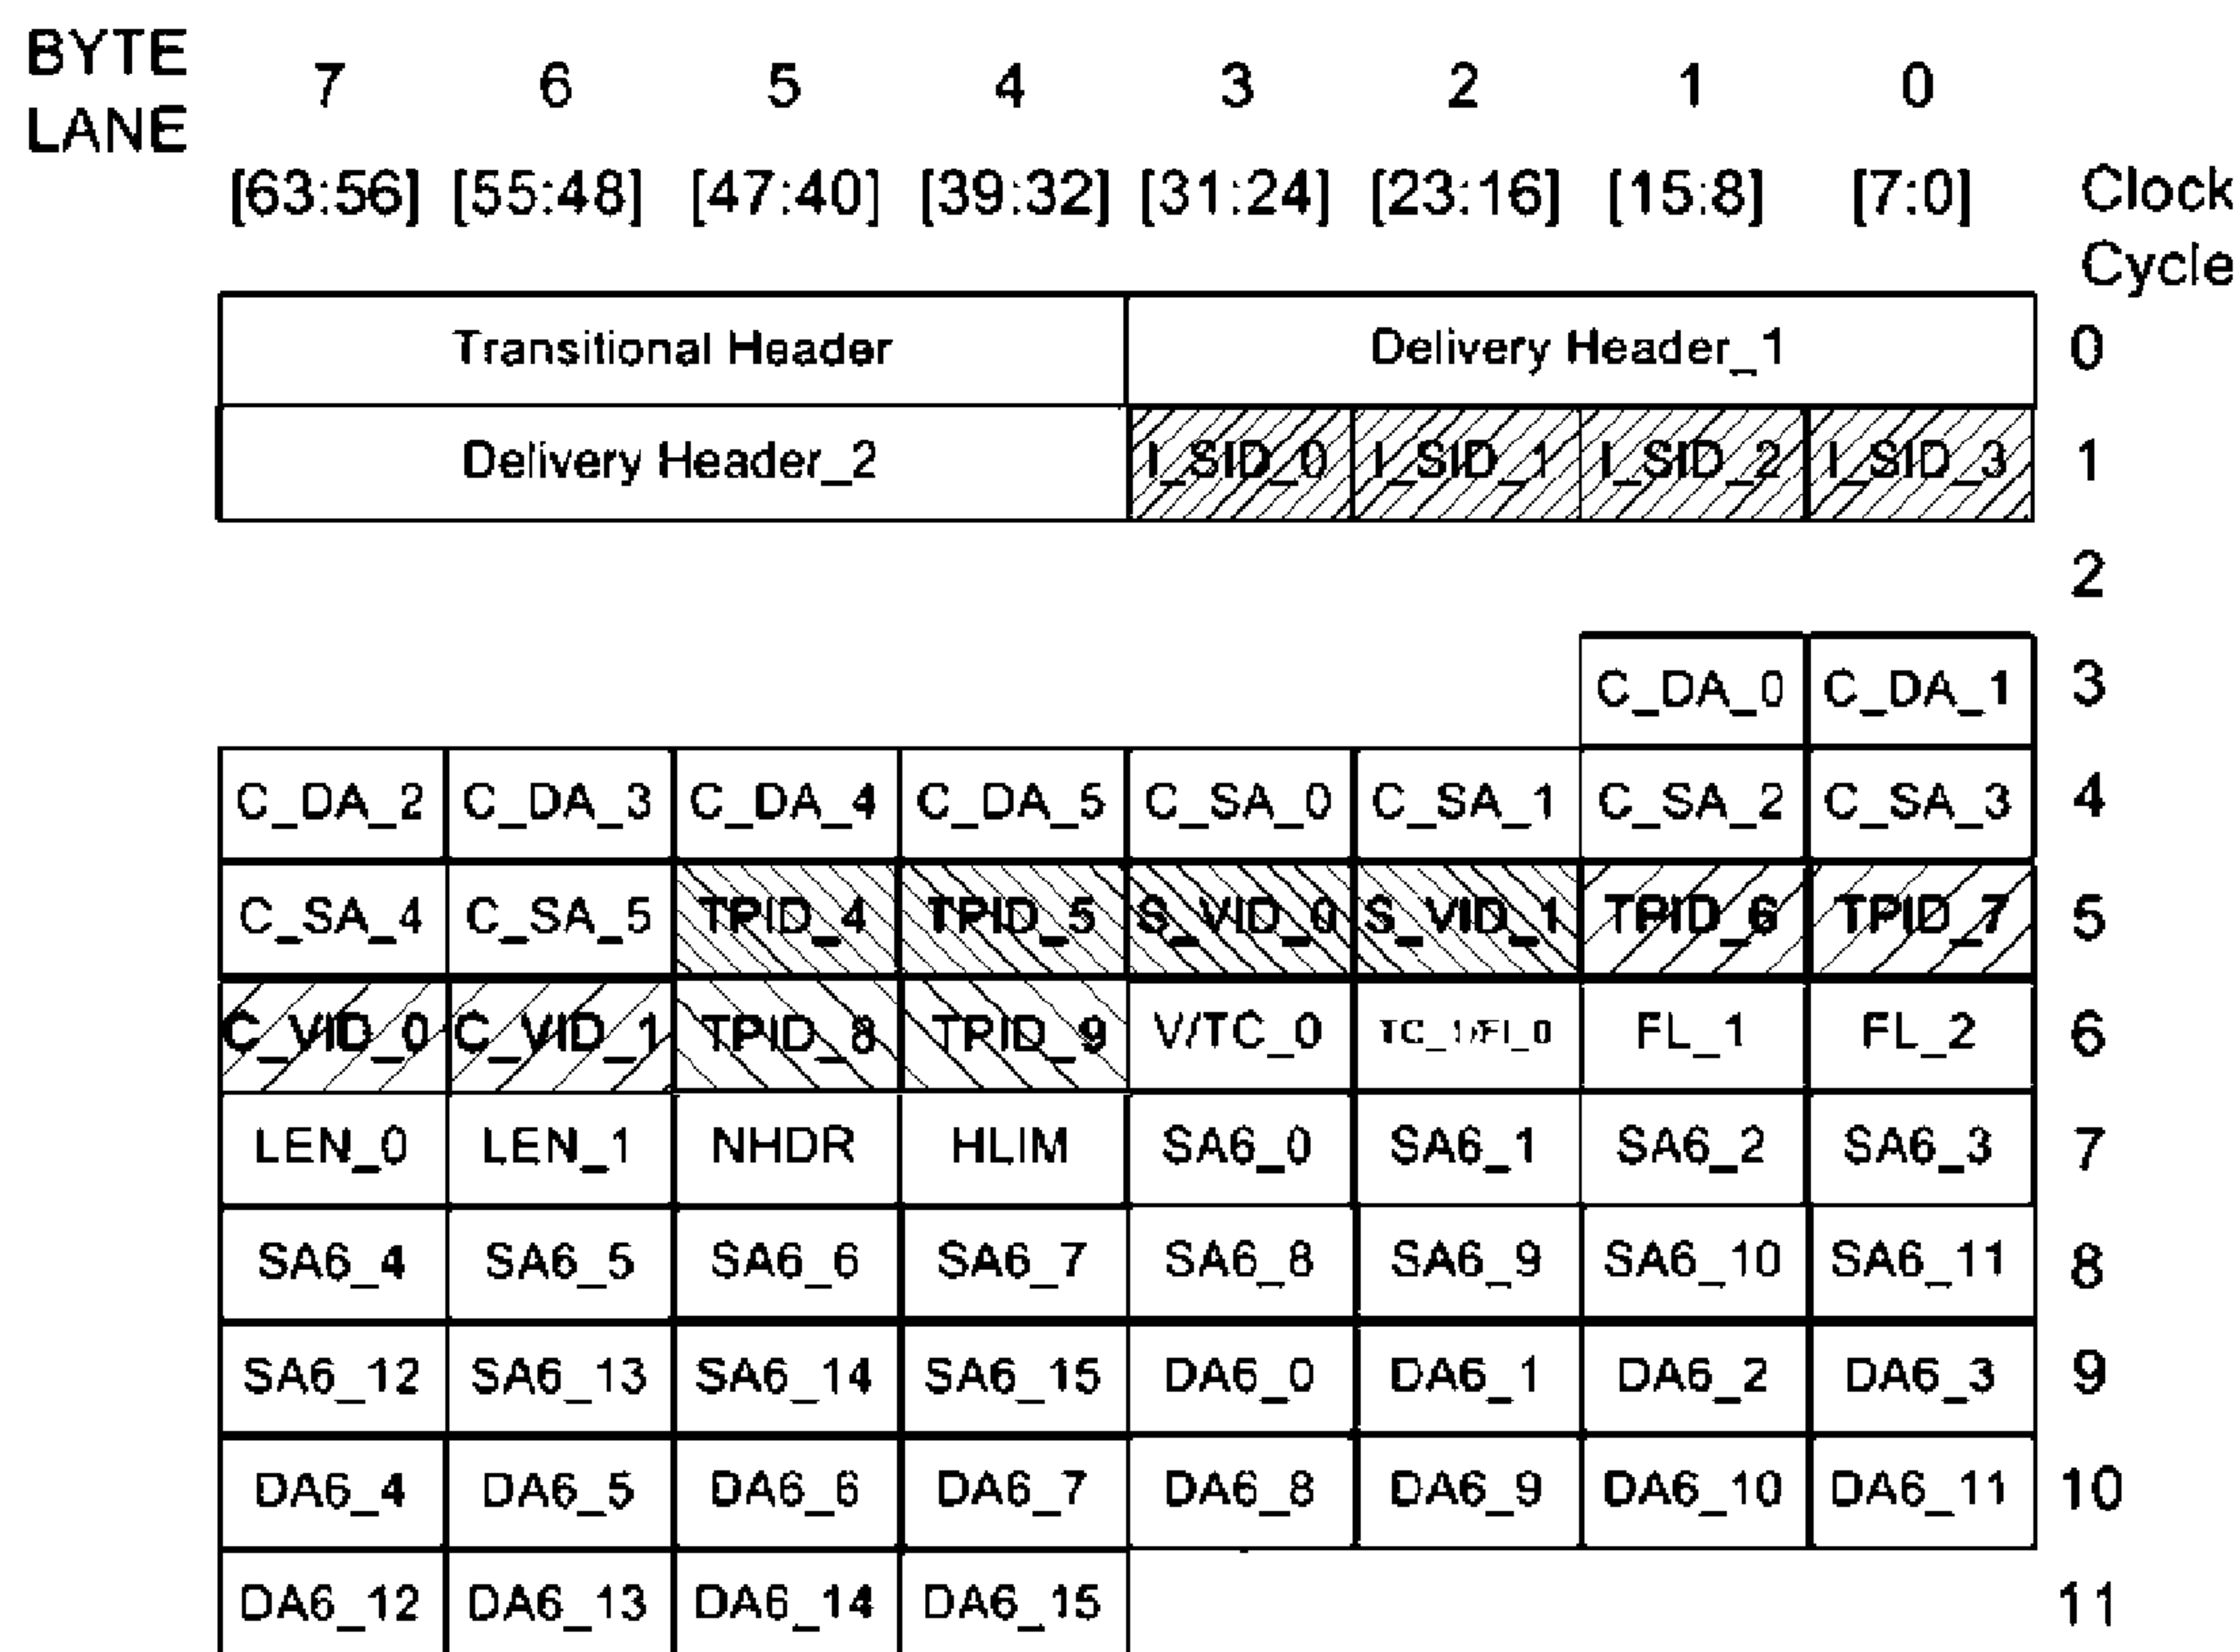 BYTE LANE 7 6 5 4 3 2 1 0
[63:56] [55:48] [47:40] [39:32] [31:24] [23:16] [15:8] [7:0] Clock Cycle
Transitional Header Delivery Header_1 0
Delivery Header_2 I_SID_0 I_SID_1 I_SID_2 I_SID_3 1
2
C_DA_0 C_DA_1 3
C_DA_2 C_DA_3 C_DA_4 C_DA_5 C_SA_0 C_SA_1 C_SA_2 C_SA_3 4
C_SA_4 C_SA_5 TPID_4 TPID_5 S_VID_0 S_VID_1 TPID_6 TPID_7 5
C_VID_0 C_VID_1 TPID_8 TPID_9 V/TC_0 TC_1/FL_0 FL_1 FL_2 6
LEN_0 LEN_1 NHDR HLIM SA6_0 SA6_1 SA6_2 SA6_3 7
SA6_4 SA6_5 SA6_6 SA6_7 SA6_8 SA6_9 SA6_10 SA6_11 8
SA6_12 SA6_13 SA6_14 SA6_15 DA6_0 DA6_1 DA6_2 DA6_3 9
DA6_4 DA6_5 DA6_6 DA6_7 DA6_8 DA6_9 DA6_10 DA6_11 10
DA6_12 DA6_13 DA6_14 DA6_15 11